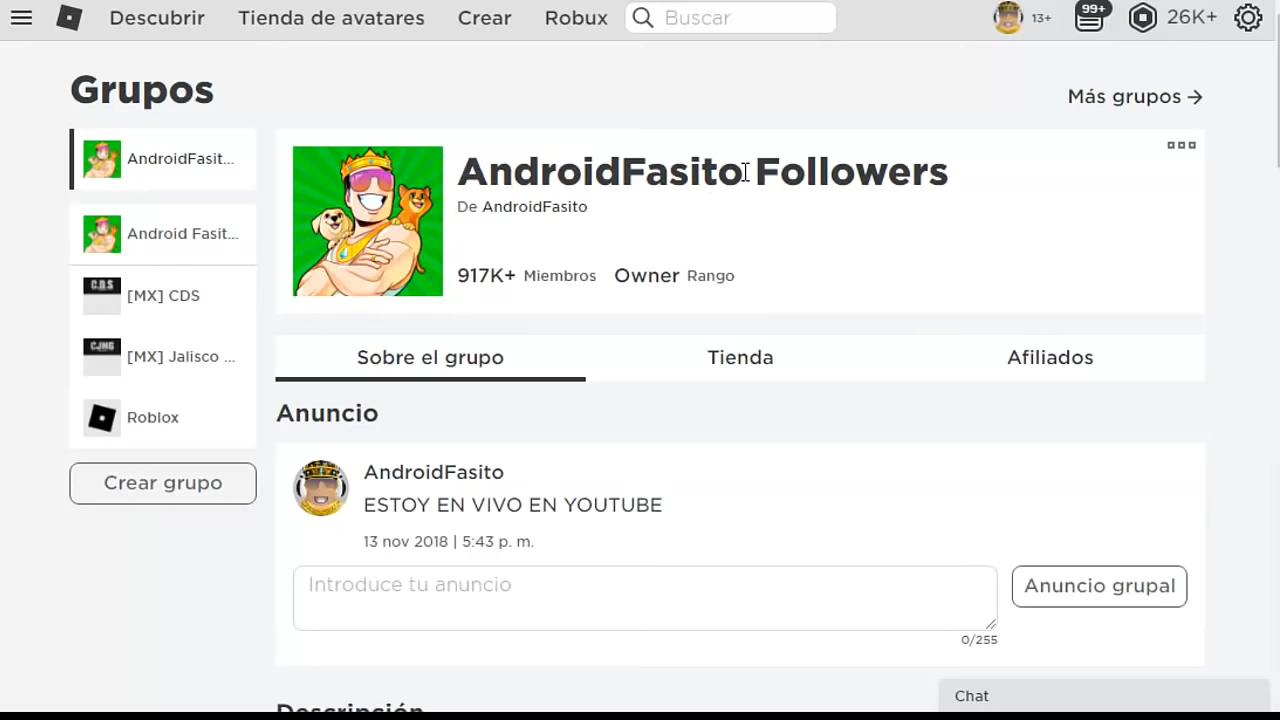 Descubrir Tienda de avatares Crear Robux Buscar 13+ 99+ 26K+
Grupos
Más grupos →
AndroidFasit...
Android Fasit...
C.D.S
[MX] CDS
CJNG
[MX] Jalisco ...
Roblox
Crear grupo
AndroidFasito Followers
De AndroidFasito
917K+ Miembros Owner Rango
Sobre el grupo Tienda Afiliados
Anuncio
AndroidFasito
ESTOY EN VIVO EN YOUTUBE
13 nov 2018 | 5:43 p. m.
Introduce tu anuncio
Anuncio grupal
0/255
Descripción
Chat